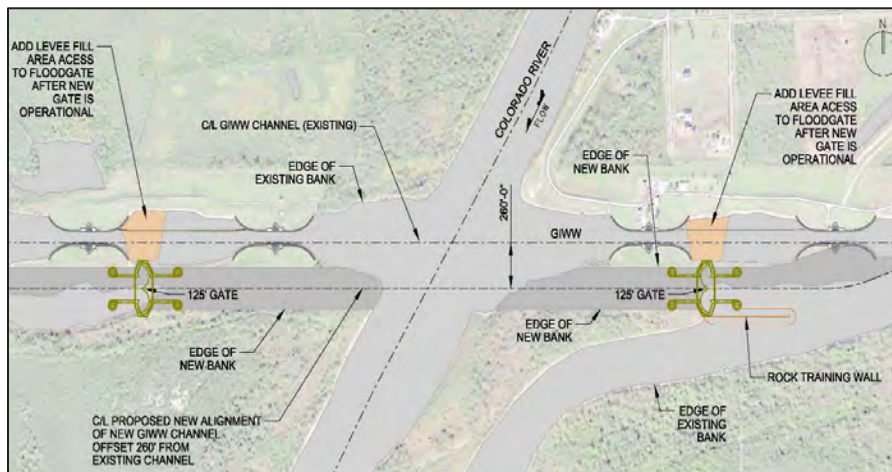 ADD LEVEE FILL
AREA ACESS
TO FLOODGATE
AFTER NEW
GATE IS
OPERATIONAL
C/L GIWW CHANNEL (EXISTING)
EDGE OF
EXISTING BANK
COLORADO RIVER
FLOW
N
ADD LEVEE FILL
AREA ACESS
TO FLOODGATE
AFTER NEW
GATE IS
OPERATIONAL
EDGE OF
NEW BANK
260'-0"
GIWW
125' GATE
125' GATE
EDGE OF
NEW BANK
EDGE OF
NEW BANK
ROCK TRAINING WALL
C/L PROPOSED NEW ALIGNMENT
OF NEW GIWW CHANNEL
OFFSET 260' FROM
EXISTING CHANNEL
EDGE OF
EXISTING
BANK